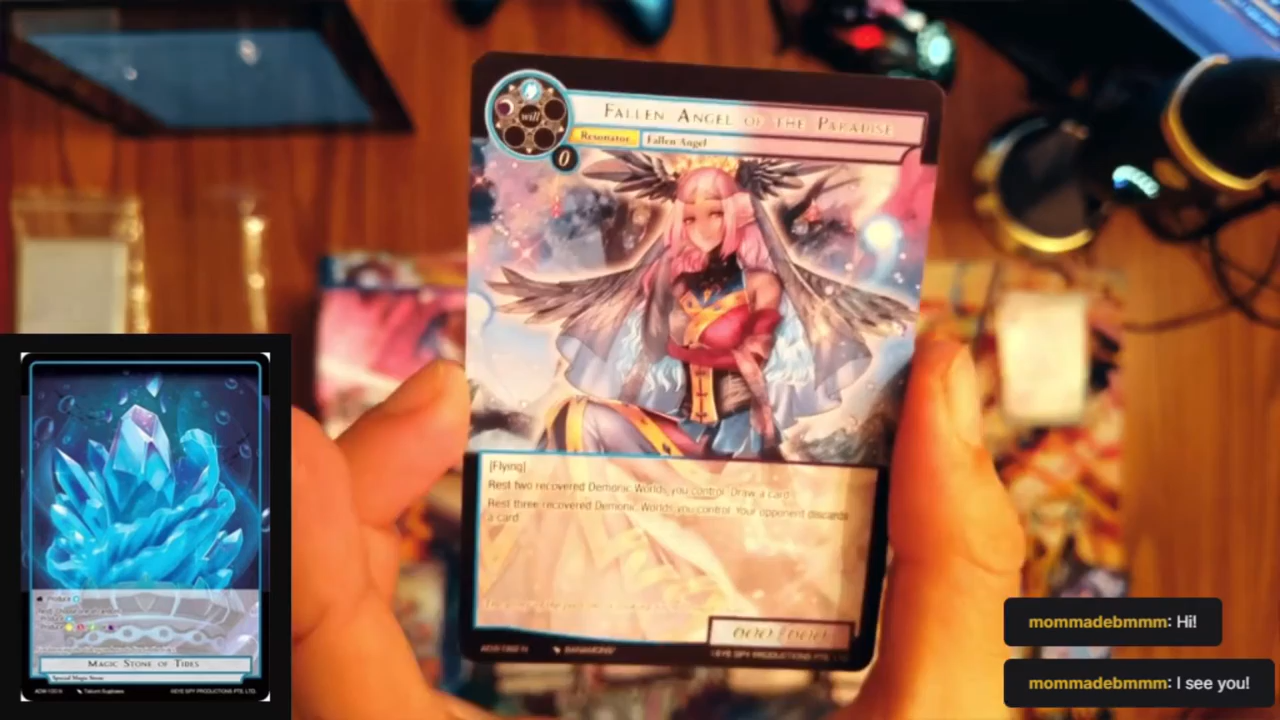 FALLEN ANGEL OF THE PARADISE
will
Resonator
Fallen Angel
0
[Flying]
Rest two recovered Demonic Worlds you control: Draw a card.
Rest three recovered Demonic Worlds you control: Your opponent discards
a card.
MAGIC STONE OF TIDES
Special Magic Stone
mommadebmmm: Hi!
mommadebmmm: I see you!